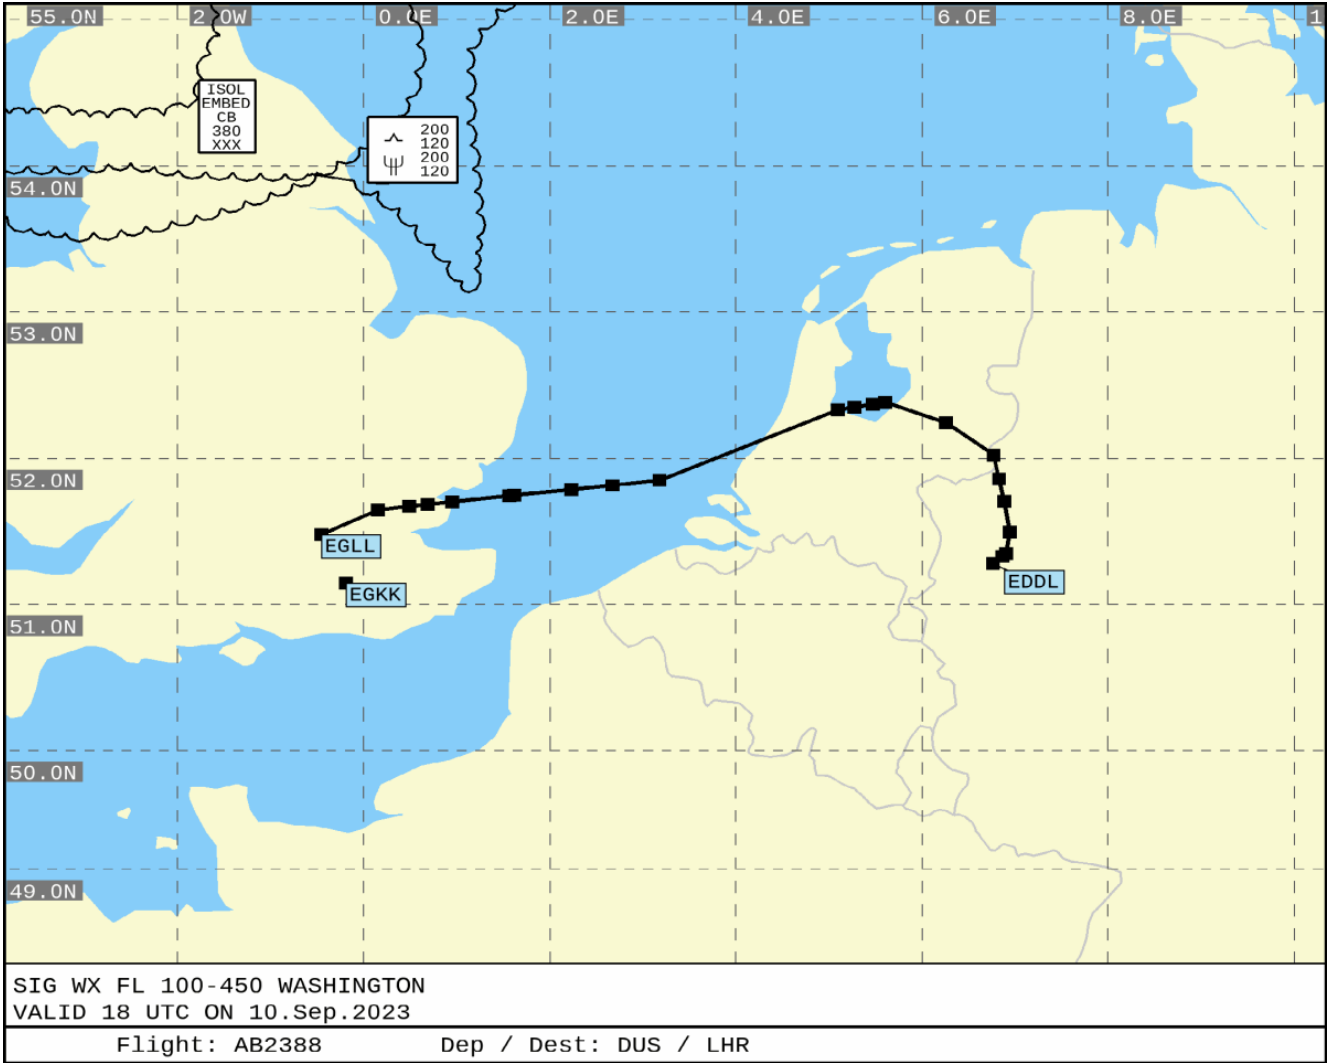 55.0N 2.0W 0.0E 2.0E 4.0E 6.0E 8.0E 1
ISOL
EMBED
CB
380
XXX
200
120
200
120
54.0N
53.0N
52.0N
EGLL
EDDL
EGKK
51.0N
50.0N
49.0N
SIG WX FL 100-450 WASHINGTON
VALID 18 UTC ON 10.Sep.2023
Flight: AB2388 Dep / Dest: DUS / LHR